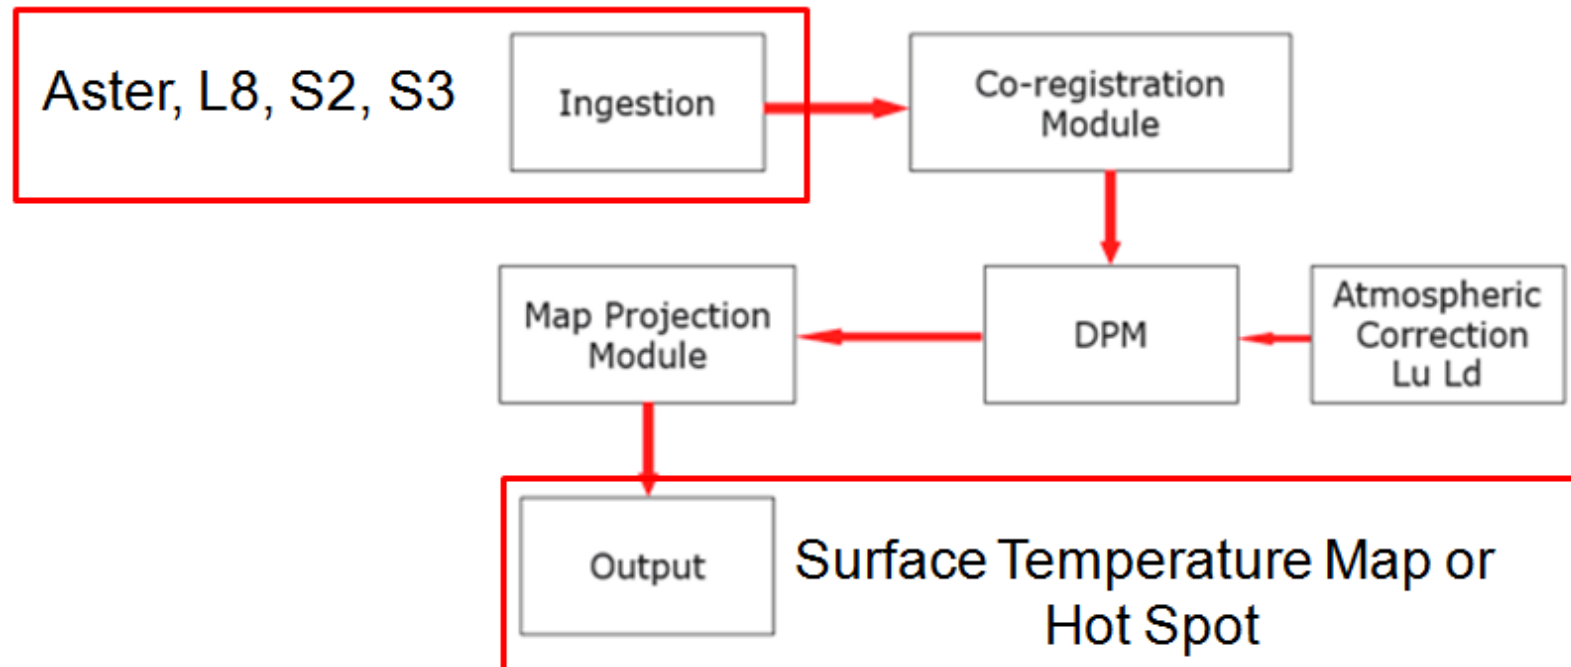 Aster, L8, S2, S3
Ingestion
Co-registration
Module
Map Projection
Module
DPM
Atmospheric
Correction
Lu Ld
Output
Surface Temperature Map or
Hot Spot